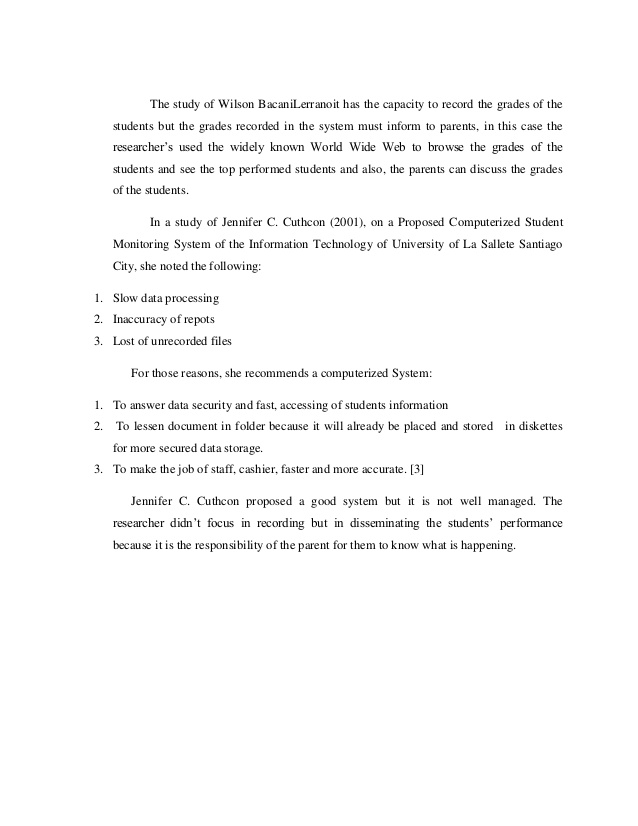 The study of Wilson BacaniLerranoit has the capacity to record the grades of the
students but the grades recorded in the system must inform to parents, in this case the
researcher’s used the widely known World Wide Web to browse the grades of the
students and see the top performed students and also, the parents can discuss the grades
of the students.
In a study of Jennifer C. Cuthcon (2001), on a Proposed Computerized Student
Monitoring System of the Information Technology of University of La Sallete Santiago
City, she noted the following:
1. Slow data processing
2. Inaccuracy of repots
3. Lost of unrecorded files
For those reasons, she recommends a computerized System:
1. To answer data security and fast, accessing of students information
2. To lessen document in folder because it will already be placed and stored in diskettes
for more secured data storage.
3. To make the job of staff, cashier, faster and more accurate. [3]
Jennifer C. Cuthcon proposed a good system but it is not well managed. The
researcher didn’t focus in recording but in disseminating the students’ performance
because it is the responsibility of the parent for them to know what is happening.